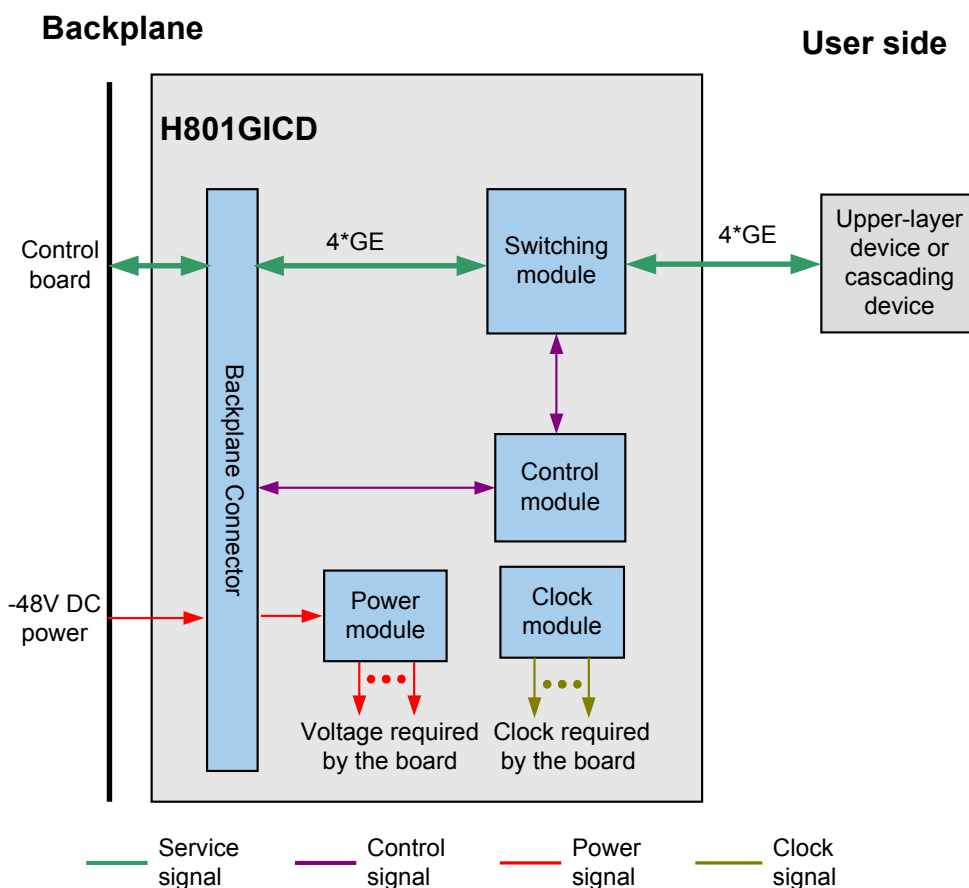 Backplane
User side
H801GICD
Control
board
4*GE
Switching
module
4*GE
Upper-layer
device or
cascading
device
Backplane Connector
Control
module
-48V DC
power
Power
module
Clock
module
Voltage required
by the board
Clock required
by the board
Service
signal
Control
signal
Power
signal
Clock
signal